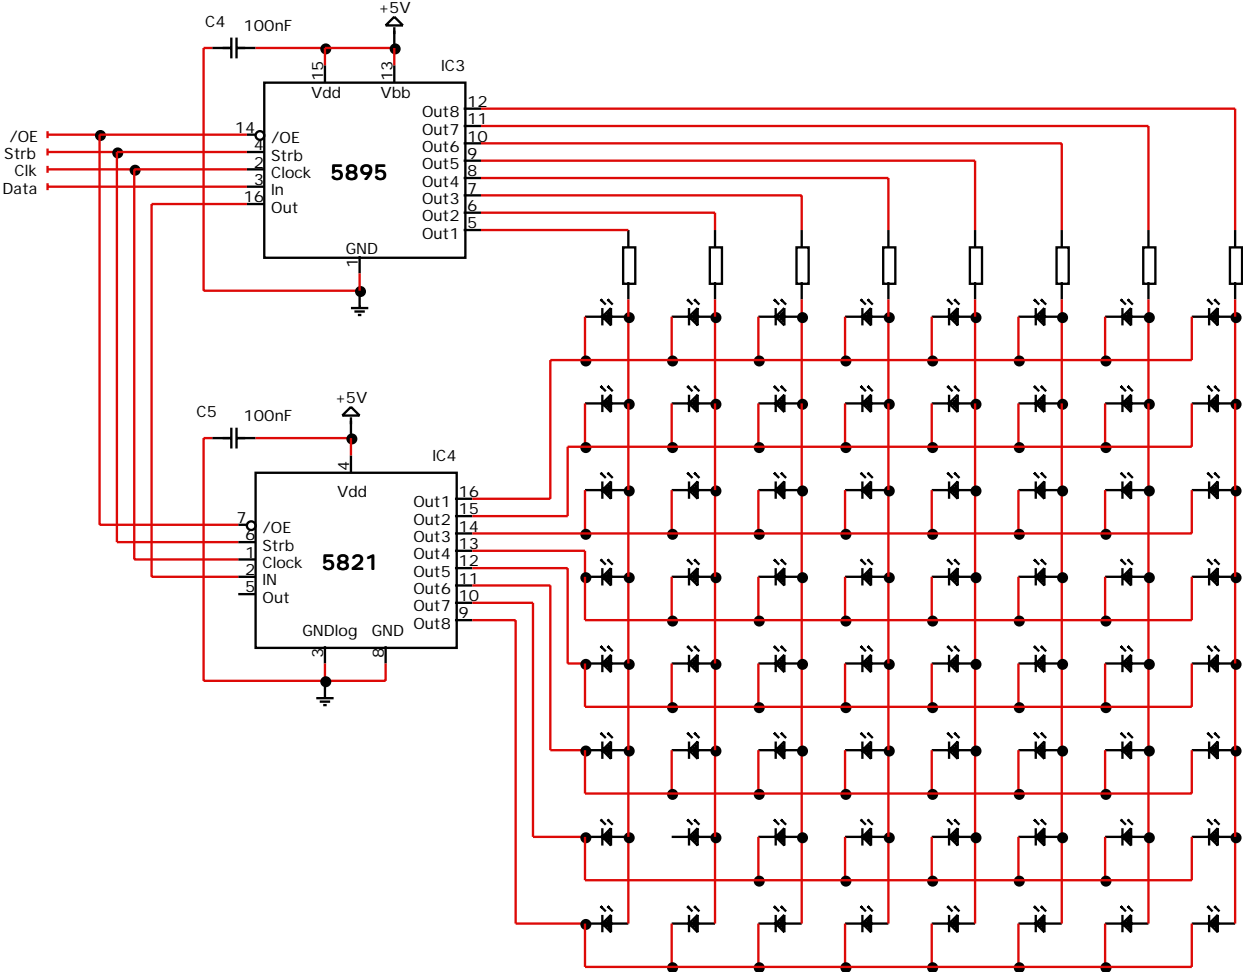 +5V
C4 100nF
IC3
15 13
Vdd Vbb
/OE 14 /OE
Strb 4 Strb
Clk 2 Clock
Data 3 In
16 Out
5895
Out8 12
Out7 11
Out6 10
Out5 9
Out4 8
Out3 7
Out2 6
Out1 5
GND
1
+5V
C5 100nF
IC4
4
Vdd
7 /OE
6 Strb
1 Clock
2 IN
5 Out
5821
Out1 16
Out2 15
Out3 14
Out4 13
Out5 12
Out6 11
Out7 10
Out8 9
GNDlog GND
3 8